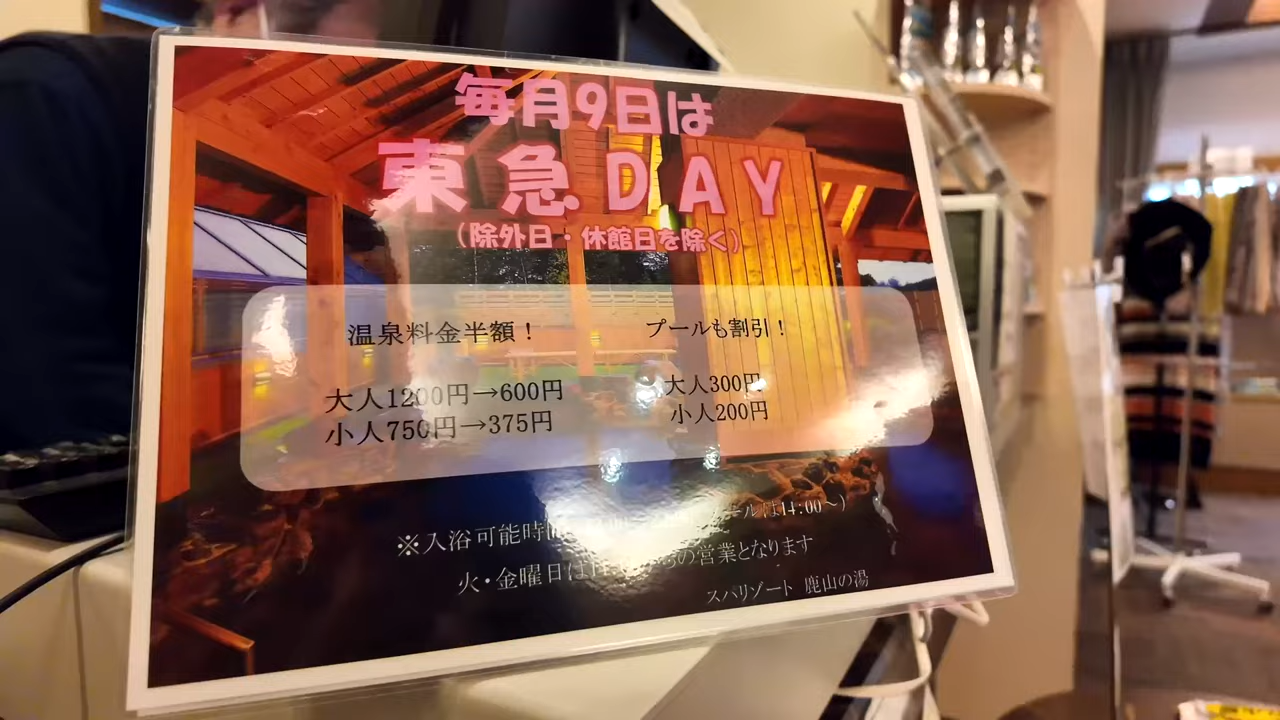 毎月9日は
東急DAY
(除外日・休館日を除く)
温泉料金半額！
大人1200円→600円
小人750円→375円
プールも割引！
大人300円
小人200円
※入浴可能時間 プールは14:00～)
火・金曜日は の営業となります
スパリゾート 鹿山の湯